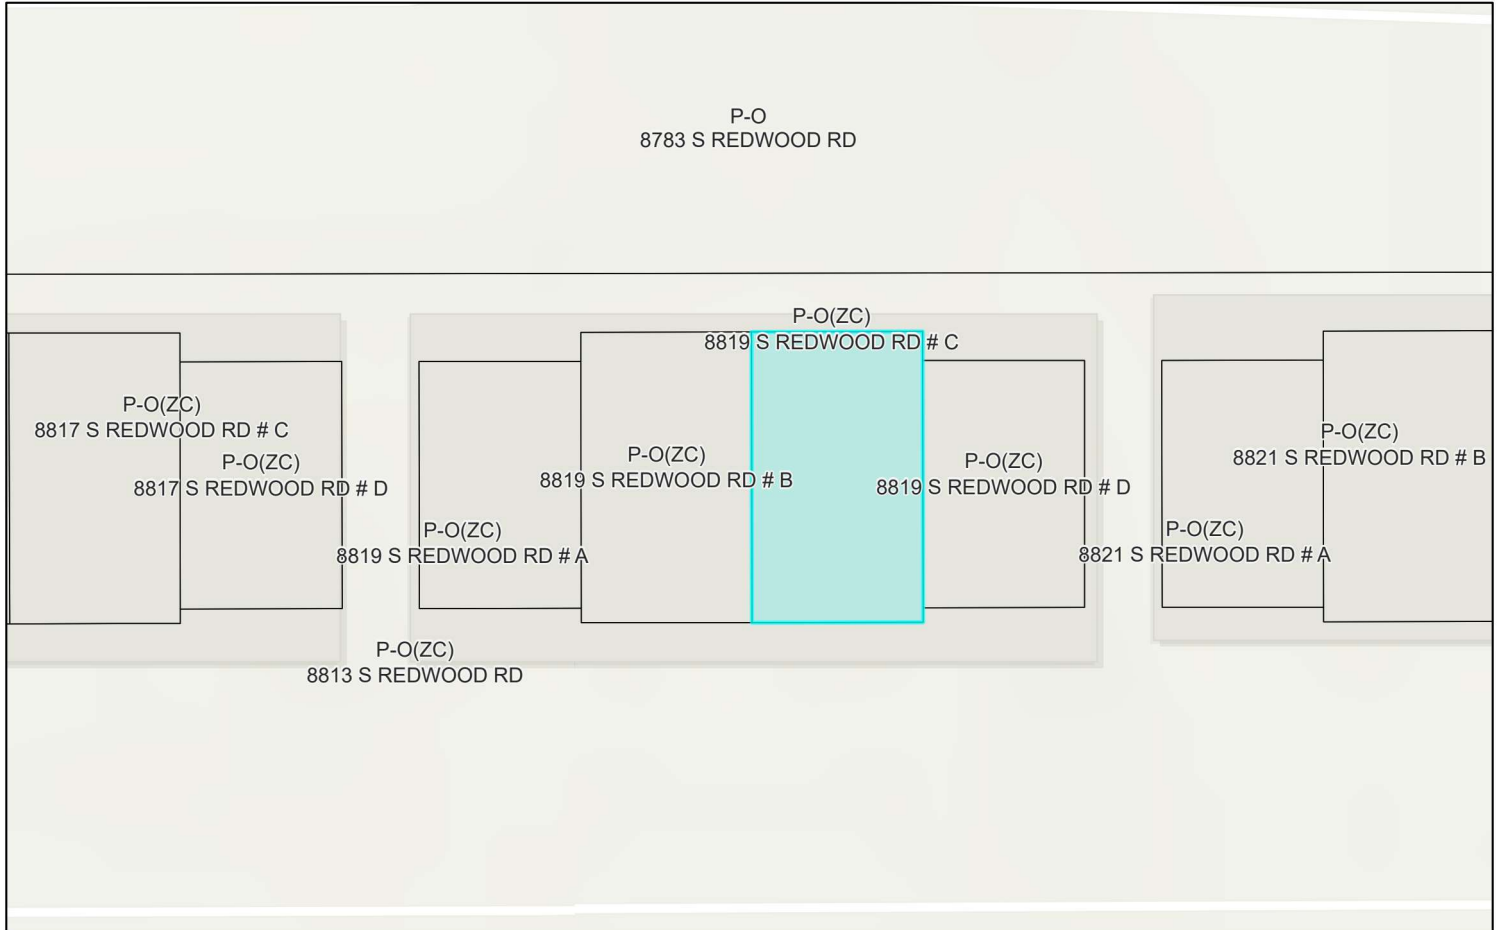 P-O
8783 S REDWOOD RD
P-O(ZC)
8819 S REDWOOD RD # C
P-O(ZC)
8817 S REDWOOD RD # C
P-O(ZC)
8817 S REDWOOD RD # D
P-O(ZC)
8819 S REDWOOD RD # A
P-O(ZC)
8819 S REDWOOD RD # B
P-O(ZC)
8819 S REDWOOD RD # D
P-O(ZC)
8821 S REDWOOD RD # A
P-O(ZC)
8821 S REDWOOD RD # B
P-O(ZC)
8813 S REDWOOD RD